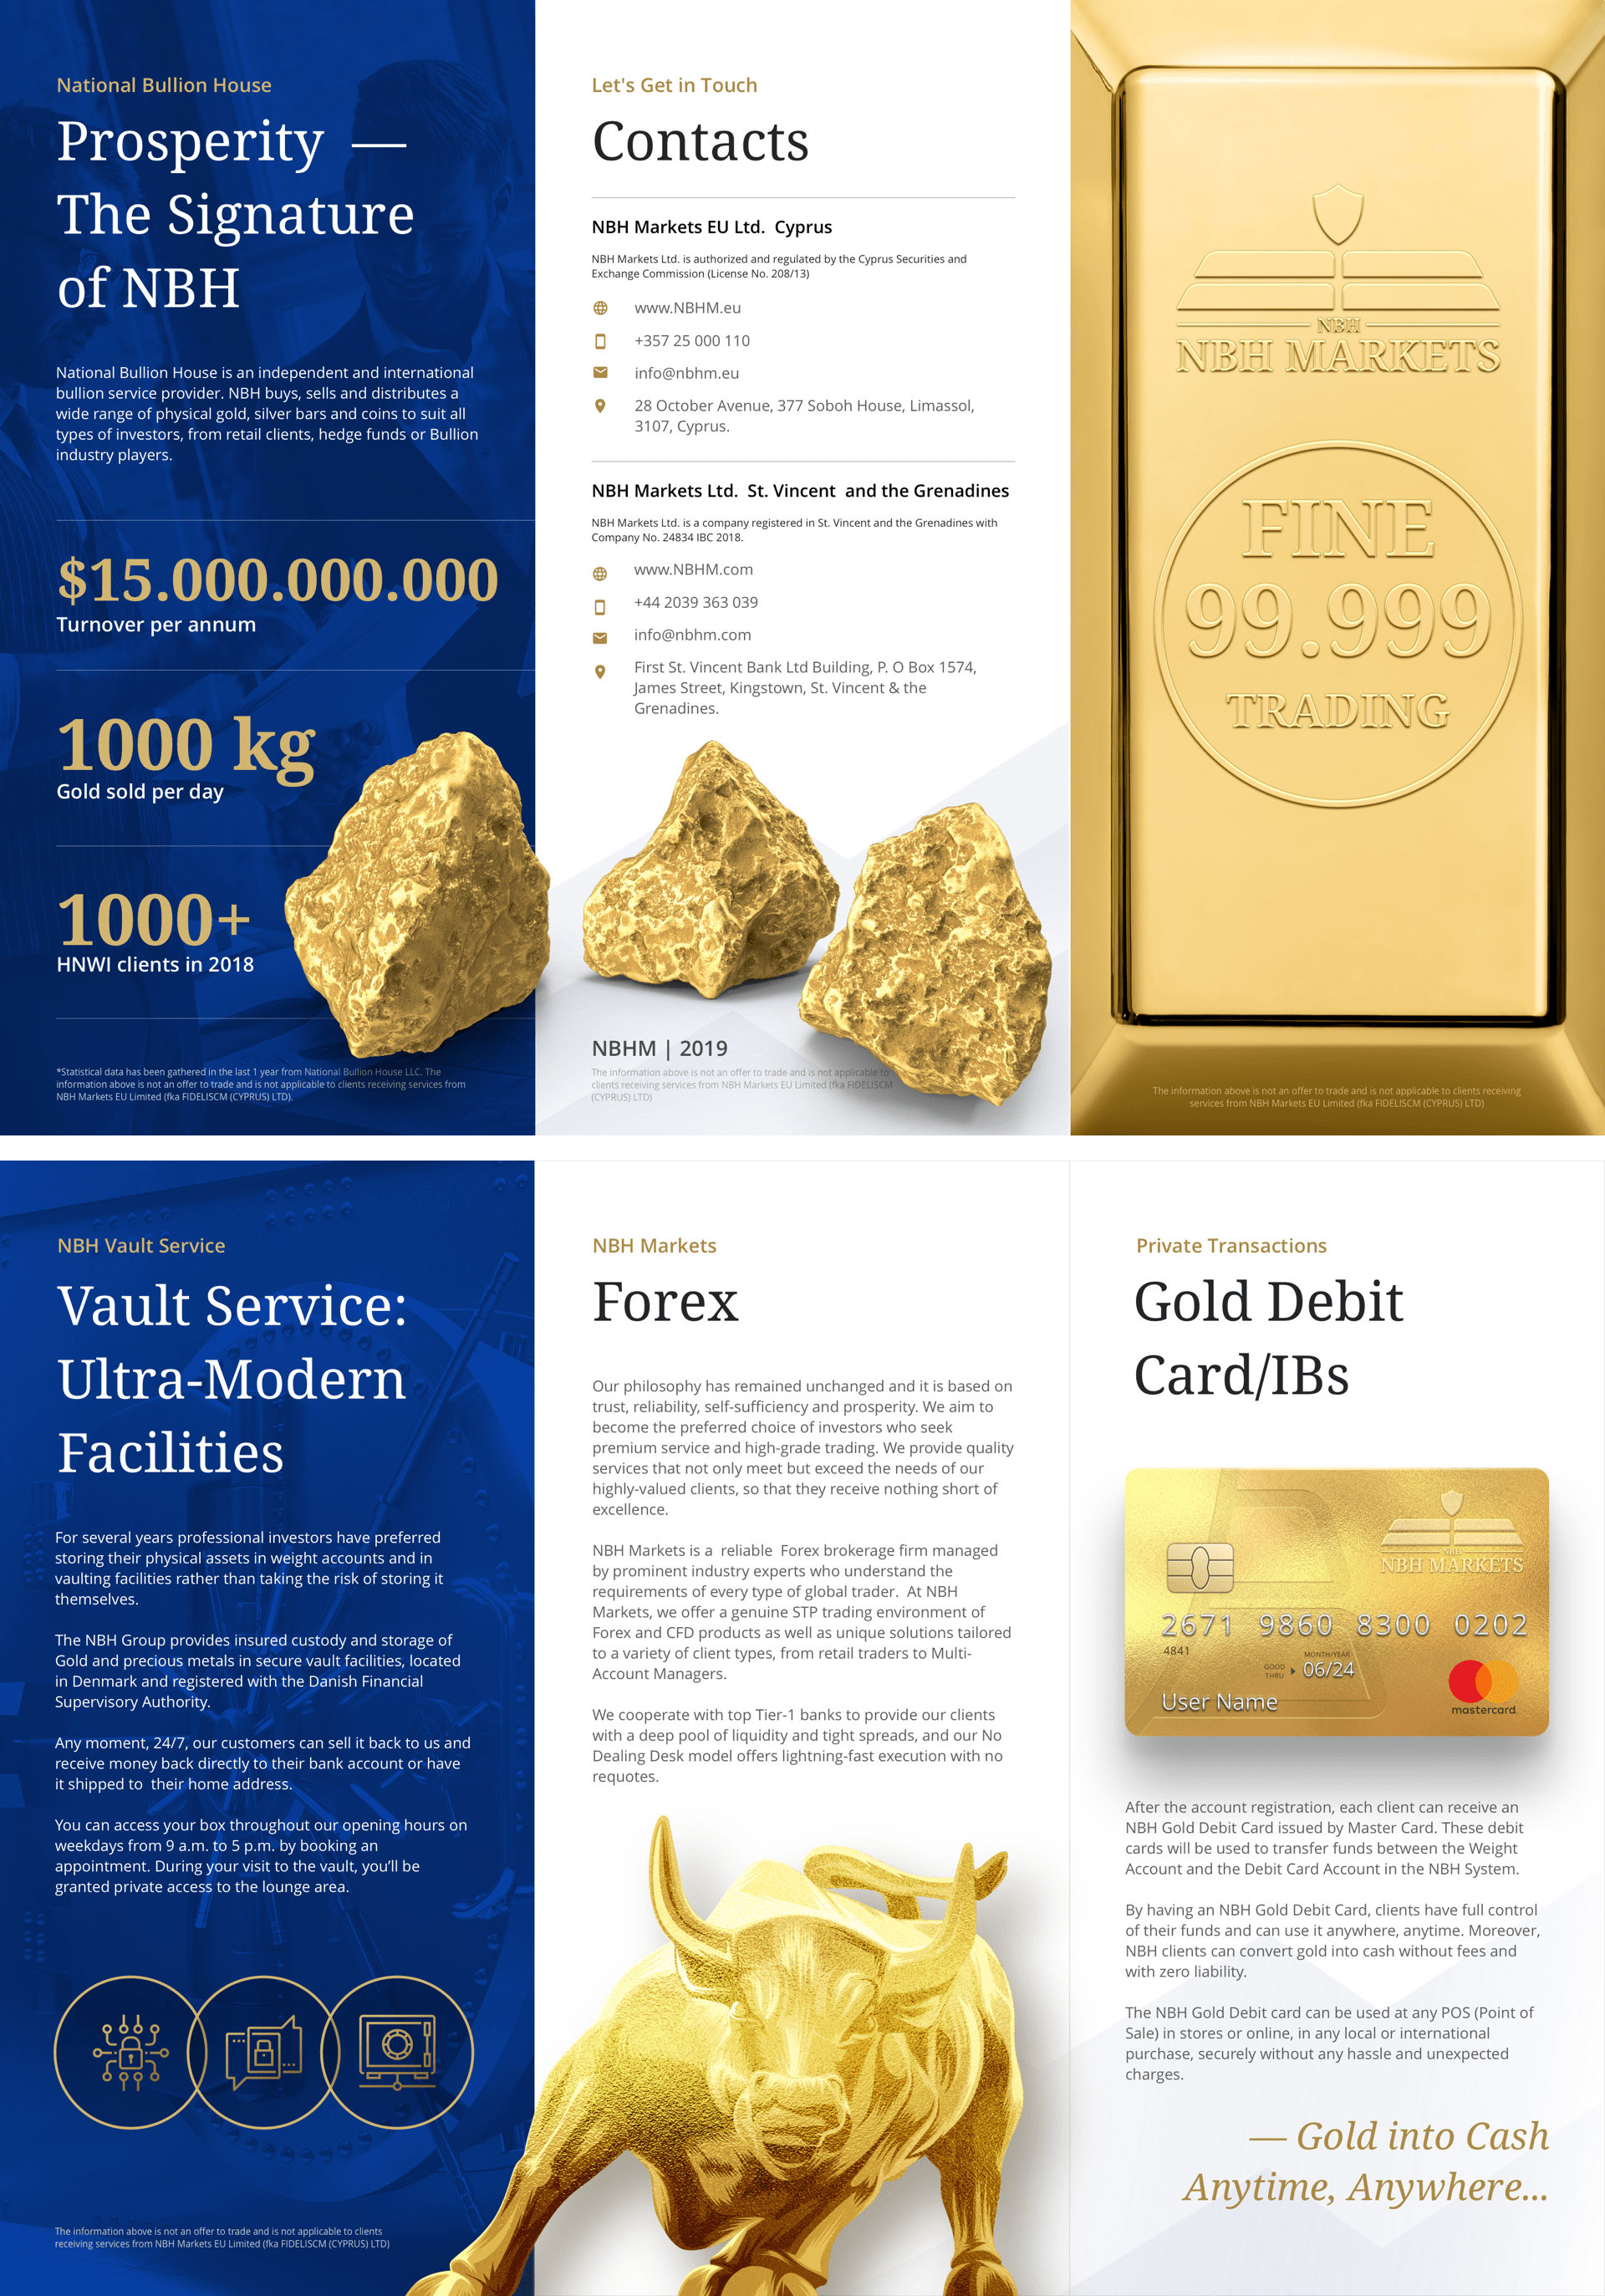 National Bullion House
Prosperity —
The Signature
of NBH
National Bullion House is an independent and international
bullion service provider. NBH buys, sells and distributes a
wide range of physical gold, silver bars and coins to suit all
types of investors, from retail clients, hedge funds or Bullion
industry players.
$15.000.000.000
Turnover per annum
1000 kg
Gold sold per day
1000+
HNWI clients in 2018
*Statistical data has been gathered in the last 1 year from National Bullion House LLC. The
information above is not an offer to trade and is not applicable to clients receiving services from
NBH Markets EU Limited (fka FIDELISCM (CYPRUS) LTD).
Let's Get in Touch
Contacts
NBH Markets EU Ltd.  Cyprus
NBH Markets Ltd. is authorized and regulated by the Cyprus Securities and
Exchange Commission (License No. 208/13)
www.NBHM.eu
+357 25 000 110
info@nbhm.eu
28 October Avenue, 377 Soboh House, Limassol,
3107, Cyprus.
NBH Markets Ltd.  St. Vincent  and the Grenadines
NBH Markets Ltd. is a company registered in St. Vincent and the Grenadines with
Company No. 24834 IBC 2018.
www.NBHM.com
+44 2039 363 039
info@nbhm.com
First St. Vincent Bank Ltd Building, P. O Box 1574,
James Street, Kingstown, St. Vincent & the
Grenadines.
NBHM | 2019
The information above is not an offer to trade and is not applicable to
clients receiving services from NBH Markets EU Limited (fka FIDELISCM
(CYPRUS) LTD)
NBH
NBH MARKETS
FINE
99.999
TRADING
The information above is not an offer to trade and is not applicable to clients receiving
services from NBH Markets EU Limited (fka FIDELISCM (CYPRUS) LTD)
NBH Vault Service
Vault Service:
Ultra-Modern
Facilities
For several years professional investors have preferred
storing their physical assets in weight accounts and in
vaulting facilities rather than taking the risk of storing it
themselves.
The NBH Group provides insured custody and storage of
Gold and precious metals in secure vault facilities, located
in Denmark and registered with the Danish Financial
Supervisory Authority.
Any moment, 24/7, our customers can sell it back to us and
receive money back directly to their bank account or have
it shipped to  their home address.
You can access your box throughout our opening hours on
weekdays from 9 a.m. to 5 p.m. by booking an
appointment. During your visit to the vault, you’ll be
granted private access to the lounge area.
The information above is not an offer to trade and is not applicable to clients
receiving services from NBH Markets EU Limited (fka FIDELISCM (CYPRUS) LTD)
NBH Markets
Forex
Our philosophy has remained unchanged and it is based on
trust, reliability, self-sufficiency and prosperity. We aim to
become the preferred choice of investors who seek
premium service and high-grade trading. We provide quality
services that not only meet but exceed the needs of our
highly-valued clients, so that they receive nothing short of
excellence.
NBH Markets is a  reliable  Forex brokerage firm managed
by prominent industry experts who understand the
requirements of every type of global trader.  At NBH
Markets, we offer a genuine STP trading environment of
Forex and CFD products as well as unique solutions tailored
to a variety of client types, from retail traders to Multi-
Account Managers.
We cooperate with top Tier-1 banks to provide our clients
with a deep pool of liquidity and tight spreads, and our No
Dealing Desk model offers lightning-fast execution with no
requotes.
Private Transactions
Gold Debit
Card/IBs
NBH
NBH MARKETS
2671 9860 8300 0202
4841
MONTH/YEAR
GOOD THRU 06/24
User Name
mastercard
After the account registration, each client can receive an
NBH Gold Debit Card issued by Master Card. These debit
cards will be used to transfer funds between the Weight
Account and the Debit Card Account in the NBH System.
By having an NBH Gold Debit Card, clients have full control
of their funds and can use it anywhere, anytime. Moreover,
NBH clients can convert gold into cash without fees and
with zero liability.
The NBH Gold Debit card can be used at any POS (Point of
Sale) in stores or online, in any local or international
purchase, securely without any hassle and unexpected
charges.
— Gold into Cash
Anytime, Anywhere...